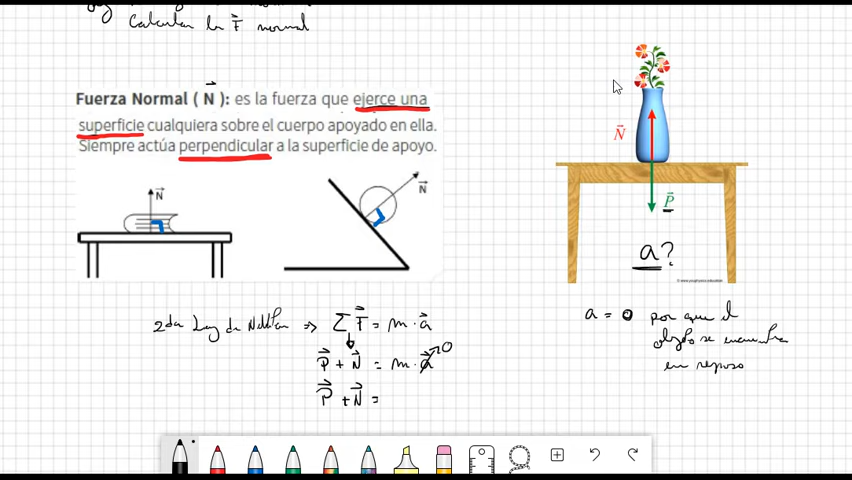 Calcular la F normal
Fuerza Normal ( N ): es la fuerza que ejerce una
superficie cualquiera sobre el cuerpo apoyado en ella.
Siempre actúa perpendicular a la superficie de apoyo.
N
N
N
P
a?
2da Ley de Newton ⇒ Σ F = m . a
P + N = m . a 0
P + N =
a = 0 por que el
objeto se encuentra
en reposo